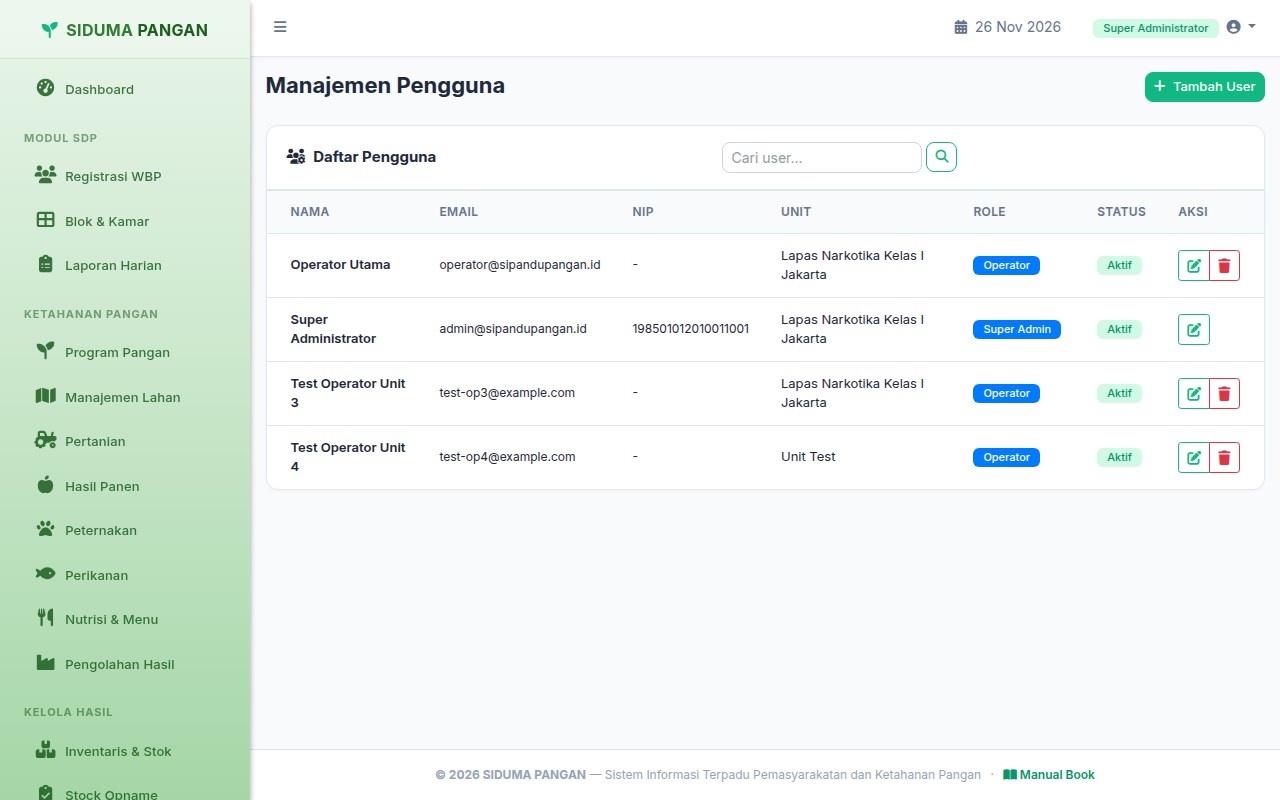 SIDUMA PANGAN
26 Nov 2026
Super Administrator
Dashboard
MODUL SDP
Registrasi WBP
Blok & Kamar
Laporan Harian
KETAHANAN PANGAN
Program Pangan
Manajemen Lahan
Pertanian
Hasil Panen
Peternakan
Perikanan
Nutrisi & Menu
Pengolahan Hasil
KELOLA HASIL
Inventaris & Stok
Stock Opname
Manajemen Pengguna
Tambah User
Daftar Pengguna
Cari user...
NAMA EMAIL NIP UNIT ROLE STATUS AKSI
Operator Utama operator@sipandupangan.id - Lapas Narkotika Kelas I Jakarta Operator Aktif
Super Administrator admin@sipandupangan.id 198501012010011001 Lapas Narkotika Kelas I Jakarta Super Admin Aktif
Test Operator Unit 3 test-op3@example.com - Lapas Narkotika Kelas I Jakarta Operator Aktif
Test Operator Unit 4 test-op4@example.com - Unit Test Operator Aktif
© 2026 SIDUMA PANGAN — Sistem Informasi Terpadu Pemasyarakatan dan Ketahanan Pangan · Manual Book